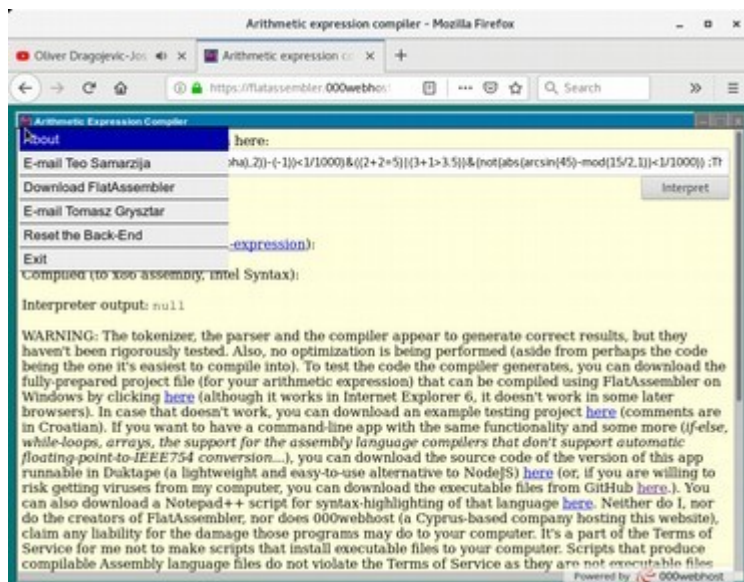 Arithmetic expression compiler - Mozilla Firefox
Oliver Dragojevic-Jos
Arithmetic expression co
https://flatassembler.000webhos
Search
Arithmetic Expression Compiler
About
here:
E-mail Teo Samarzija
pha),2))-(-1))<1/1000)&((2+2=5)|(3+1>3.5))&(not(abs(arcsin(45)-mod(15/2,1))<1/1000)) ;Th
Download FlatAssembler
Interpret
E-mail Tomasz Grysztar
Reset the Back-End
-expression):
Exit
Compiled (to x86 assembly, Intel Syntax):
Interpreter output: null
WARNING: The tokenizer, the parser and the compiler appear to generate correct results, but they
haven't been rigorously tested. Also, no optimization is being performed (aside from perhaps the code
being the one it's easiest to compile into). To test the code the compiler generates, you can download the
fully-prepared project file (for your arithmetic expression) that can be compiled using FlatAssembler on
Windows by clicking here (although it works in Internet Explorer 6, it doesn't work in some later
browsers). In case that doesn't work, you can download an example testing project here (comments are
in Croatian). If you want to have a command-line app with the same functionality and some more (if-else,
while-loops, arrays, the support for the assembly language compilers that don't support automatic
floating-point-to-IEEE754 conversion...), you can download the source code of the version of this app
runnable in Duktape (a lightweight and easy-to-use alternative to NodeJS) here (or, if you are willing to
risk getting viruses from my computer, you can download the executable files from GitHub here.). You
can also download a Notepad++ script for syntax-highlighting of that language here. Neither do I, nor
do the creators of FlatAssembler, nor does 000webhost (a Cyprus-based company hosting this website),
claim any liability for the damage those programs may do to your computer. It's a part of the Terms of
Service for me not to make scripts that install executable files to your computer. Scripts that produce
compilable Assembly language files do not violate the Terms of Service as they are not executable files
Powered by 000webhost